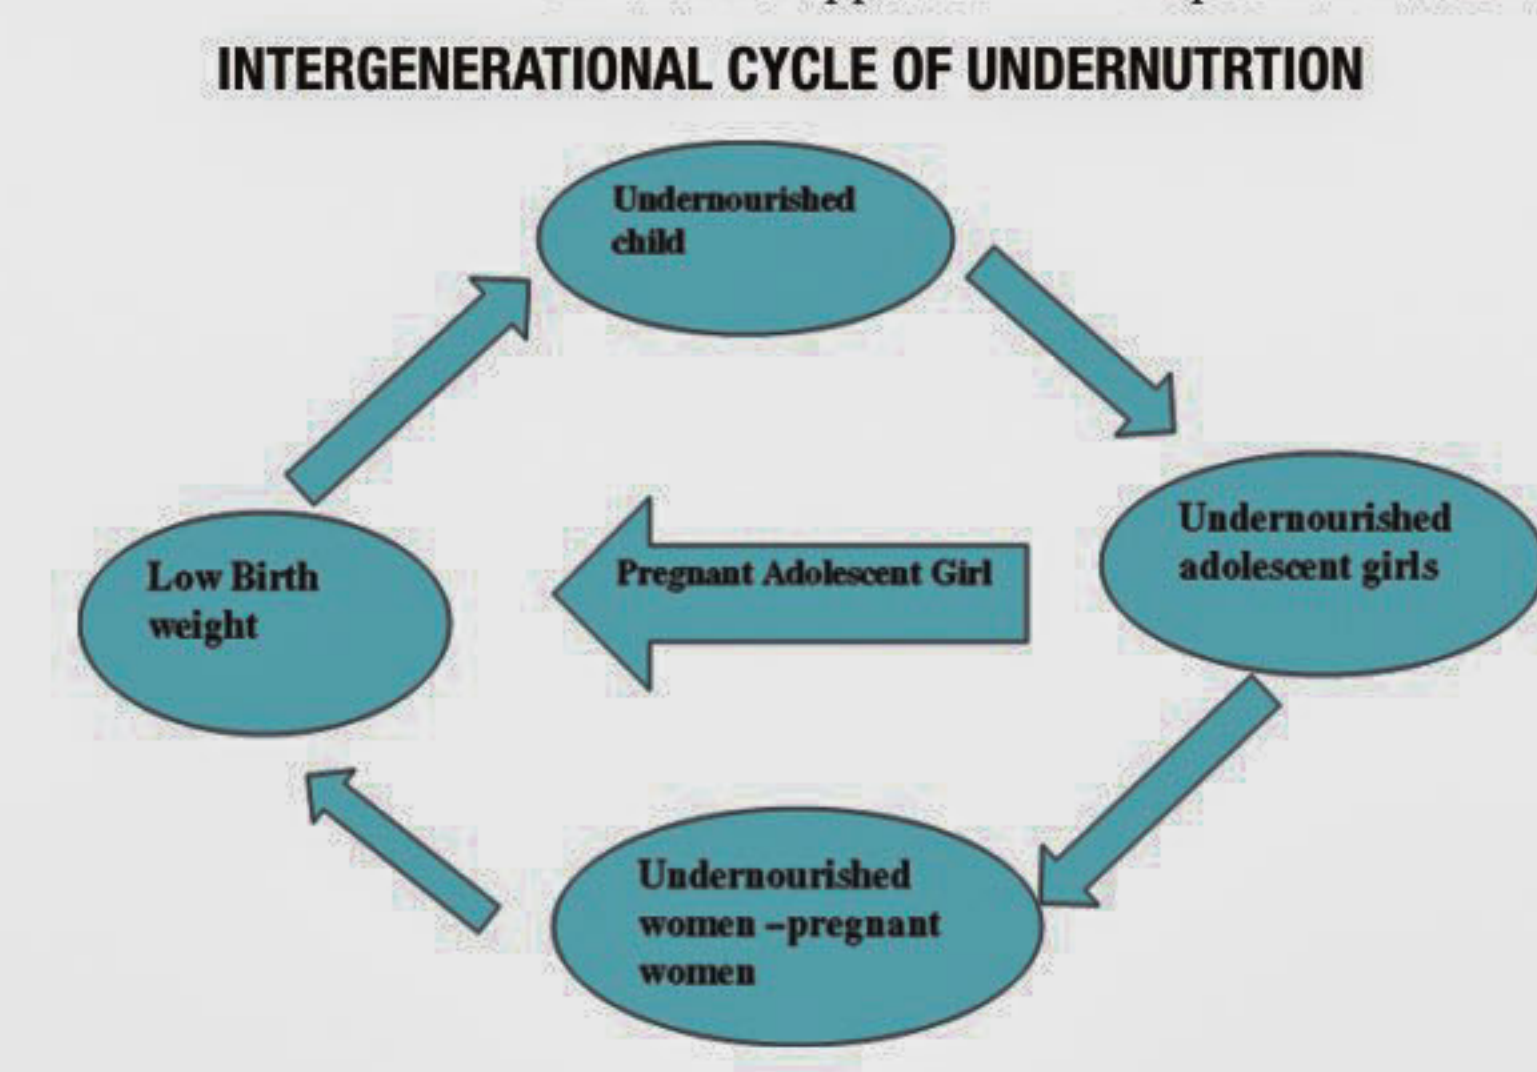 INTERGENERATIONAL CYCLE OF UNDERNUTRTION
Undernourished
child
Undernourished
adolescent girls
Pregnant Adolescent Girl
Low Birth
weight
Undernourished
women –pregnant
women